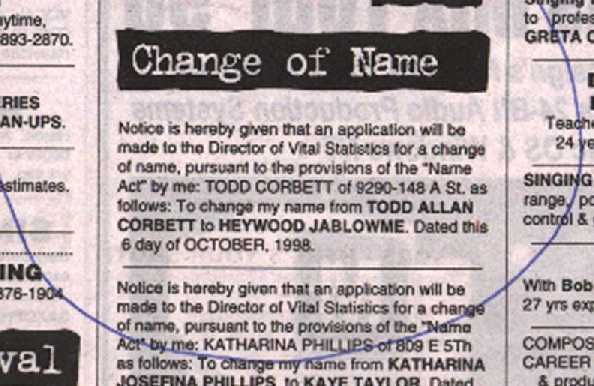 aytime,
893-2870.
ERIES
AN-UPS.
estimates.
ING
876-1904
val
Change of Name
Notice is hereby given that an application will be
made to the Director of Vital Statistics for a change
of name, pursuant to the provisions of the "Name
Act" by me: TODD CORBETT of 9290-148 A St. as
follows: To change my name from TODD ALLAN
CORBETT to HEYWOOD JABLOWME. Dated this
6 day of OCTOBER, 1998.
Notice is hereby given that an application will be
made to the Director of Vital Statistics for a change
of name, pursuant to the provisions of the "Name
Act" by me: KATHARINA PHILLIPS of 809 E 5Th
as follows: To change my name from KATHARINA
JOSEFINA PHILLIPS, to KAYE TAYLOR. Dated
Singing
to profes
GRETA C
Teache
24 ye
SINGING
range, po
control &
With Bob
27 yrs exp
COMPOS
CAREER
& produ